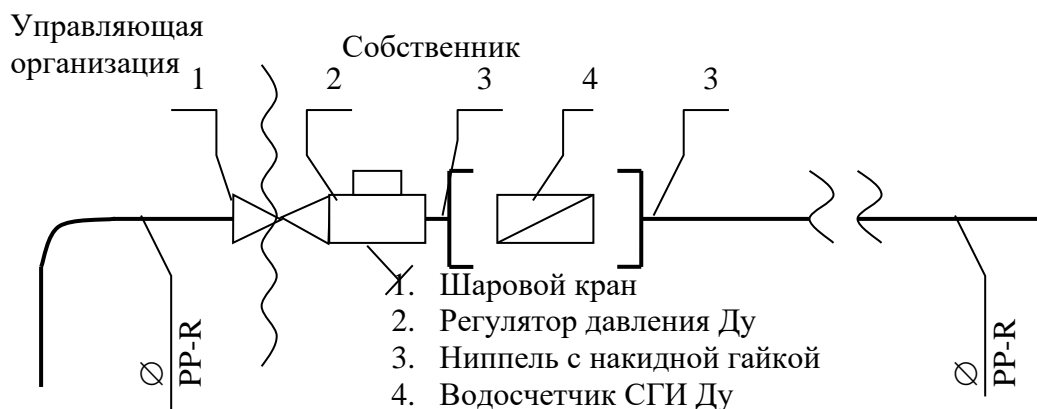 Управляющая
организация
Собственник
1 2 3 4 3
1. Шаровой кран
2. Регулятор давления Ду
3. Ниппель с накидной гайкой
4. Водосчетчик СГИ Ду
∅
PP-R
∅
PP-R